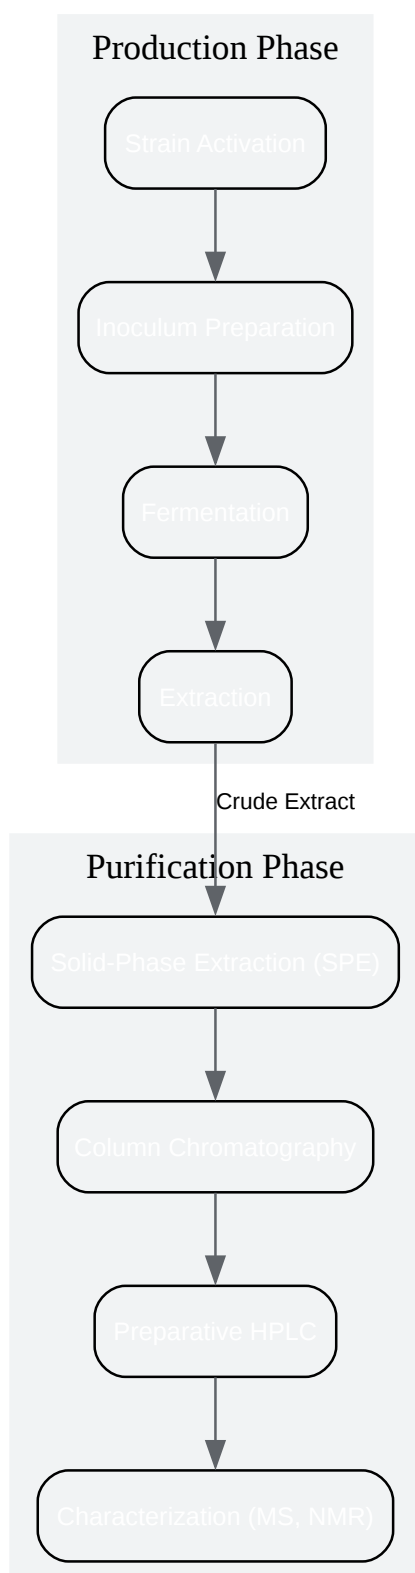 Production Phase
Strain Activation
Inoculum Preparation
Fermentation
Extraction
Crude Extract
Purification Phase
Solid-Phase Extraction (SPE)
Column Chromatography
Preparative HPLC
Characterization (MS, NMR)